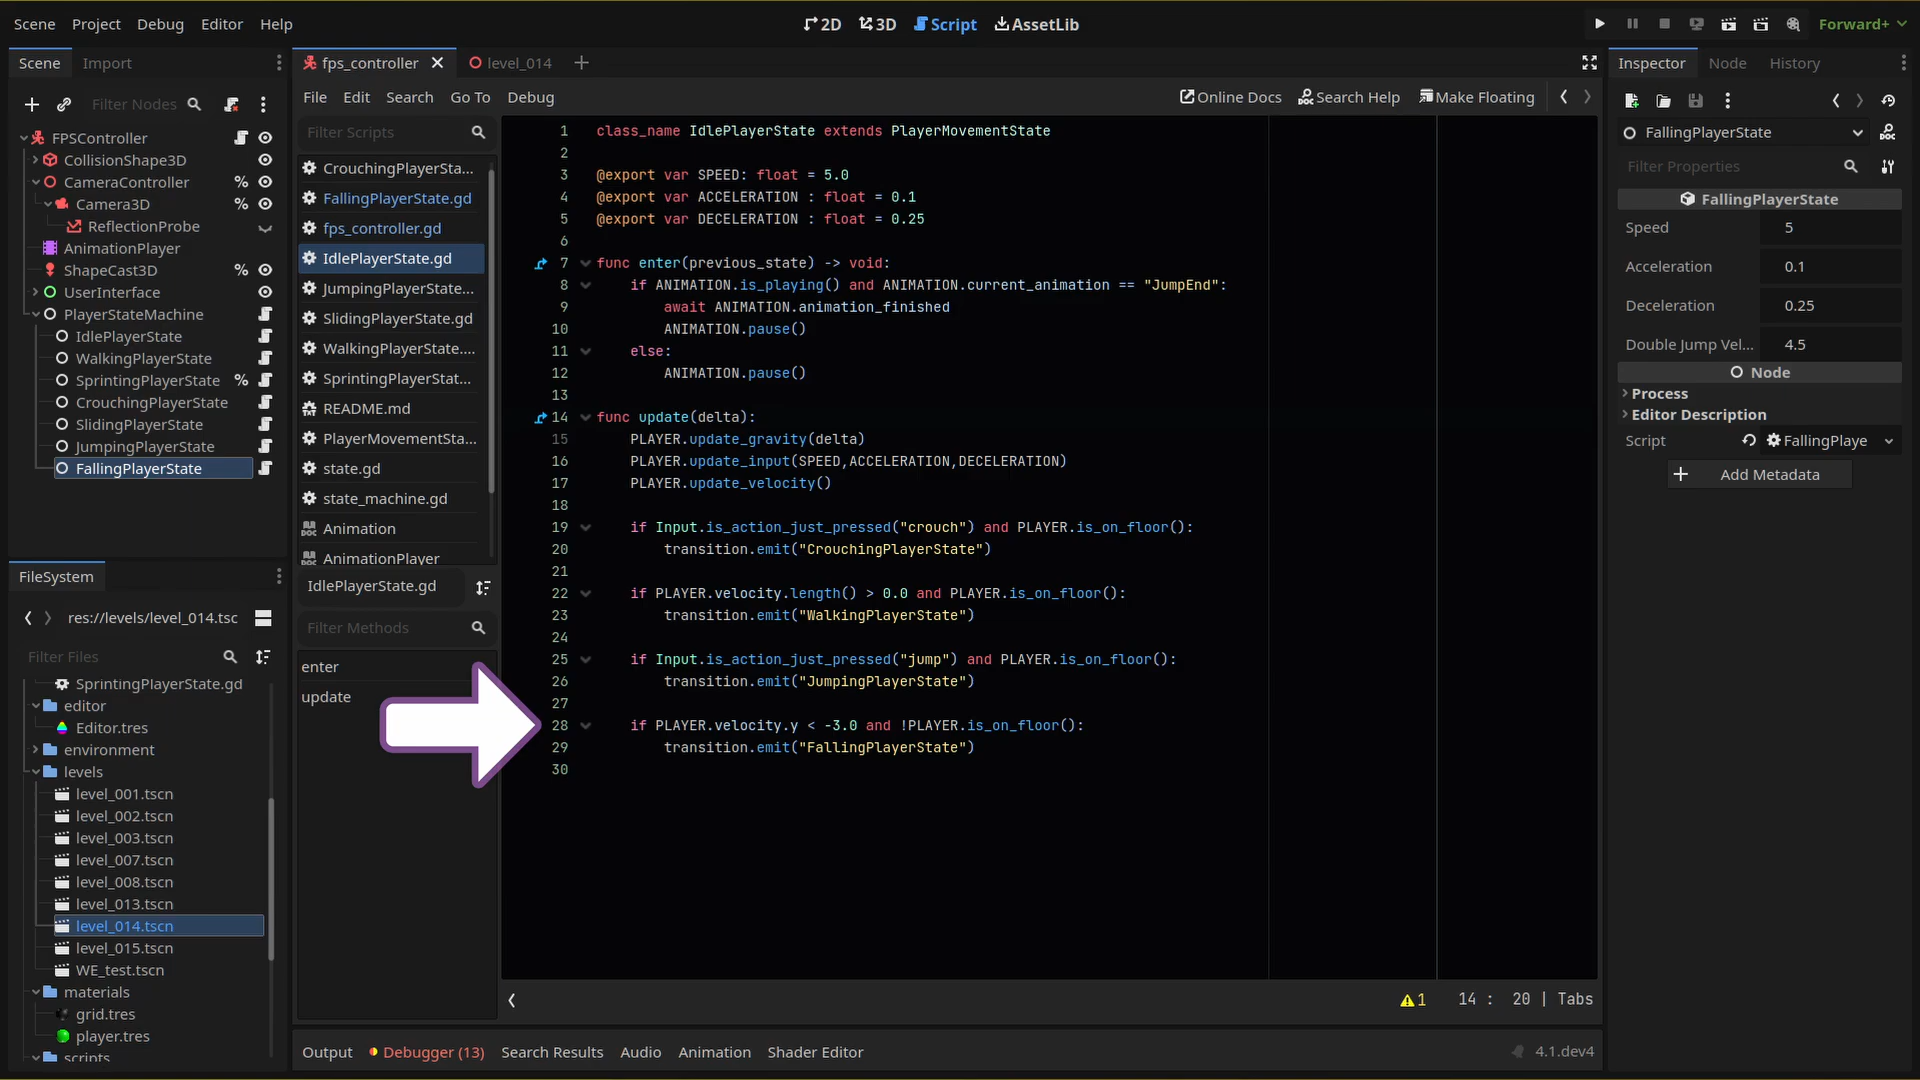 Scene Project Debug Editor Help
2D 3D Script AssetLib
Forward+
Scene Import
Filter Nodes
FPSController
CollisionShape3D
CameraController
Camera3D
ReflectionProbe
AnimationPlayer
ShapeCast3D
UserInterface
PlayerStateMachine
IdlePlayerState
WalkingPlayerState
SprintingPlayerState
CrouchingPlayerState
SlidingPlayerState
JumpingPlayerState
FallingPlayerState
FileSystem
res://levels/level_014.tsc
Filter Files
SprintingPlayerState.gd
editor
Editor.tres
environment
levels
level_001.tscn
level_002.tscn
level_003.tscn
level_007.tscn
level_008.tscn
level_013.tscn
level_014.tscn
level_015.tscn
WE_test.tscn
materials
grid.tres
player.tres
scripts
fps_controller level_014
File Edit Search Go To Debug
Online Docs Search Help Make Floating
Filter Scripts
CrouchingPlayerSta...
FallingPlayerState.gd
fps_controller.gd
IdlePlayerState.gd
JumpingPlayerState...
SlidingPlayerState.gd
WalkingPlayerState....
SprintingPlayerStat...
README.md
PlayerMovementSta...
state.gd
state_machine.gd
Animation
AnimationPlayer
IdlePlayerState.gd
Filter Methods
enter
update
1 class_name IdlePlayerState extends PlayerMovementState
2
3 @export var SPEED: float = 5.0
4 @export var ACCELERATION : float = 0.1
5 @export var DECELERATION : float = 0.25
6
7 func enter(previous_state) -> void:
8 if ANIMATION.is_playing() and ANIMATION.current_animation == "JumpEnd":
9 await ANIMATION.animation_finished
10 ANIMATION.pause()
11 else:
12 ANIMATION.pause()
13
14 func update(delta):
15 PLAYER.update_gravity(delta)
16 PLAYER.update_input(SPEED,ACCELERATION,DECELERATION)
17 PLAYER.update_velocity()
18
19 if Input.is_action_just_pressed("crouch") and PLAYER.is_on_floor():
20 transition.emit("CrouchingPlayerState")
21
22 if PLAYER.velocity.length() > 0.0 and PLAYER.is_on_floor():
23 transition.emit("WalkingPlayerState")
24
25 if Input.is_action_just_pressed("jump") and PLAYER.is_on_floor():
26 transition.emit("JumpingPlayerState")
27
28 if PLAYER.velocity.y < -3.0 and !PLAYER.is_on_floor():
29 transition.emit("FallingPlayerState")
30
1 14 : 20 | Tabs
Output Debugger (13) Search Results Audio Animation Shader Editor
4.1.dev4
Inspector Node History
FallingPlayerState
Filter Properties
FallingPlayerState
Speed 5
Acceleration 0.1
Deceleration 0.25
Double Jump Vel... 4.5
Node
Process
Editor Description
Script FallingPlaye
Add Metadata